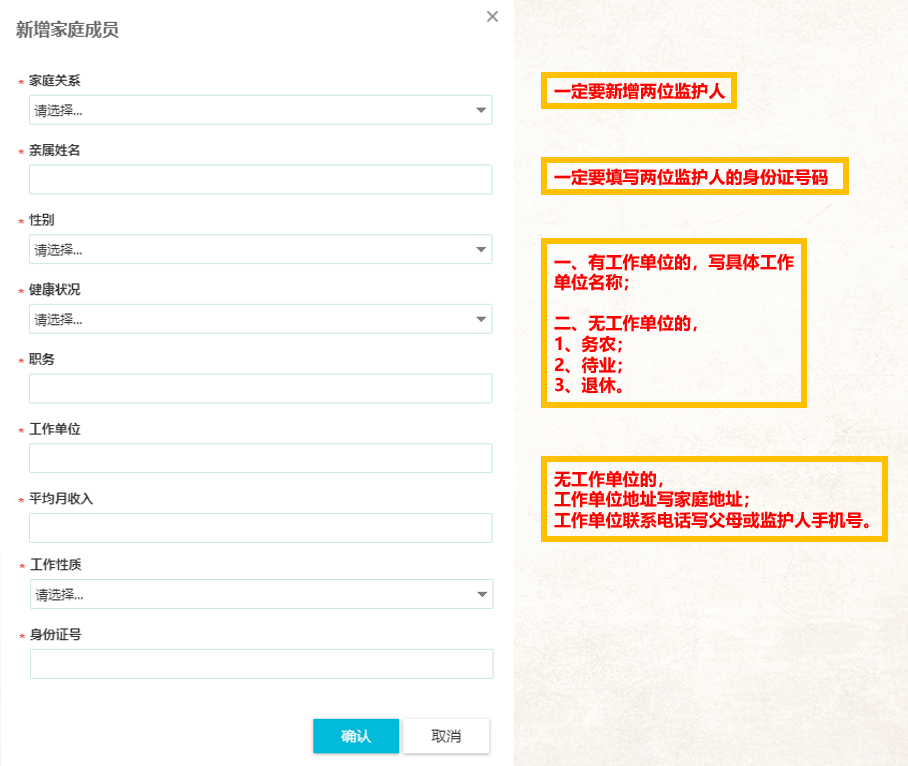 新增家庭成员
* 家庭关系
请选择...
* 亲属姓名
* 性别
请选择...
* 健康状况
请选择...
* 职务
* 工作单位
* 平均月收入
* 工作性质
请选择...
* 身份证号
确认
取消
一定要新增两位监护人
一定要填写两位监护人的身份证号码
一、有工作单位的，写具体工作
单位名称；
二、无工作单位的，
1、务农；
2、待业；
3、退休。
无工作单位的，
工作单位地址写家庭地址；
工作单位联系电话写父母或监护人手机号。